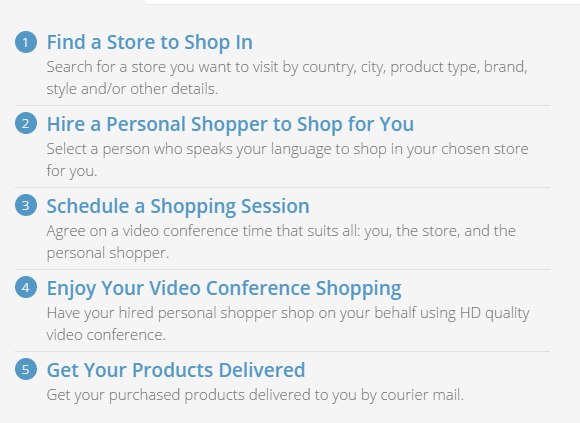 1 Find a Store to Shop In
Search for a store you want to visit by country, city, product type, brand,
style and/or other details.
2 Hire a Personal Shopper to Shop for You
Select a person who speaks your language to shop in your chosen store
for you.
3 Schedule a Shopping Session
Agree on a video conference time that suits all: you, the store, and the
personal shopper.
4 Enjoy Your Video Conference Shopping
Have your hired personal shopper shop on your behalf using HD quality
video conference.
5 Get Your Products Delivered
Get your purchased products delivered to you by courier mail.